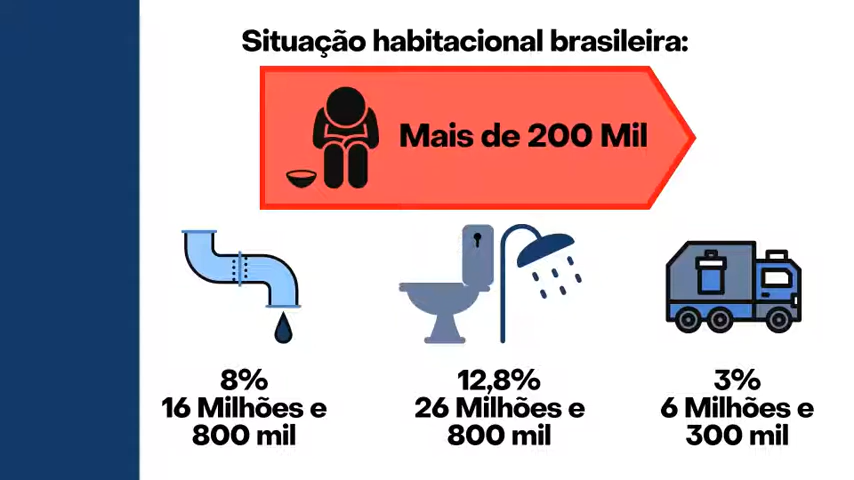 Situação habitacional brasileira:
Mais de 200 Mil
8%
16 Milhões e
800 mil
12,8%
26 Milhões e
800 mil
3%
6 Milhões e
300 mil